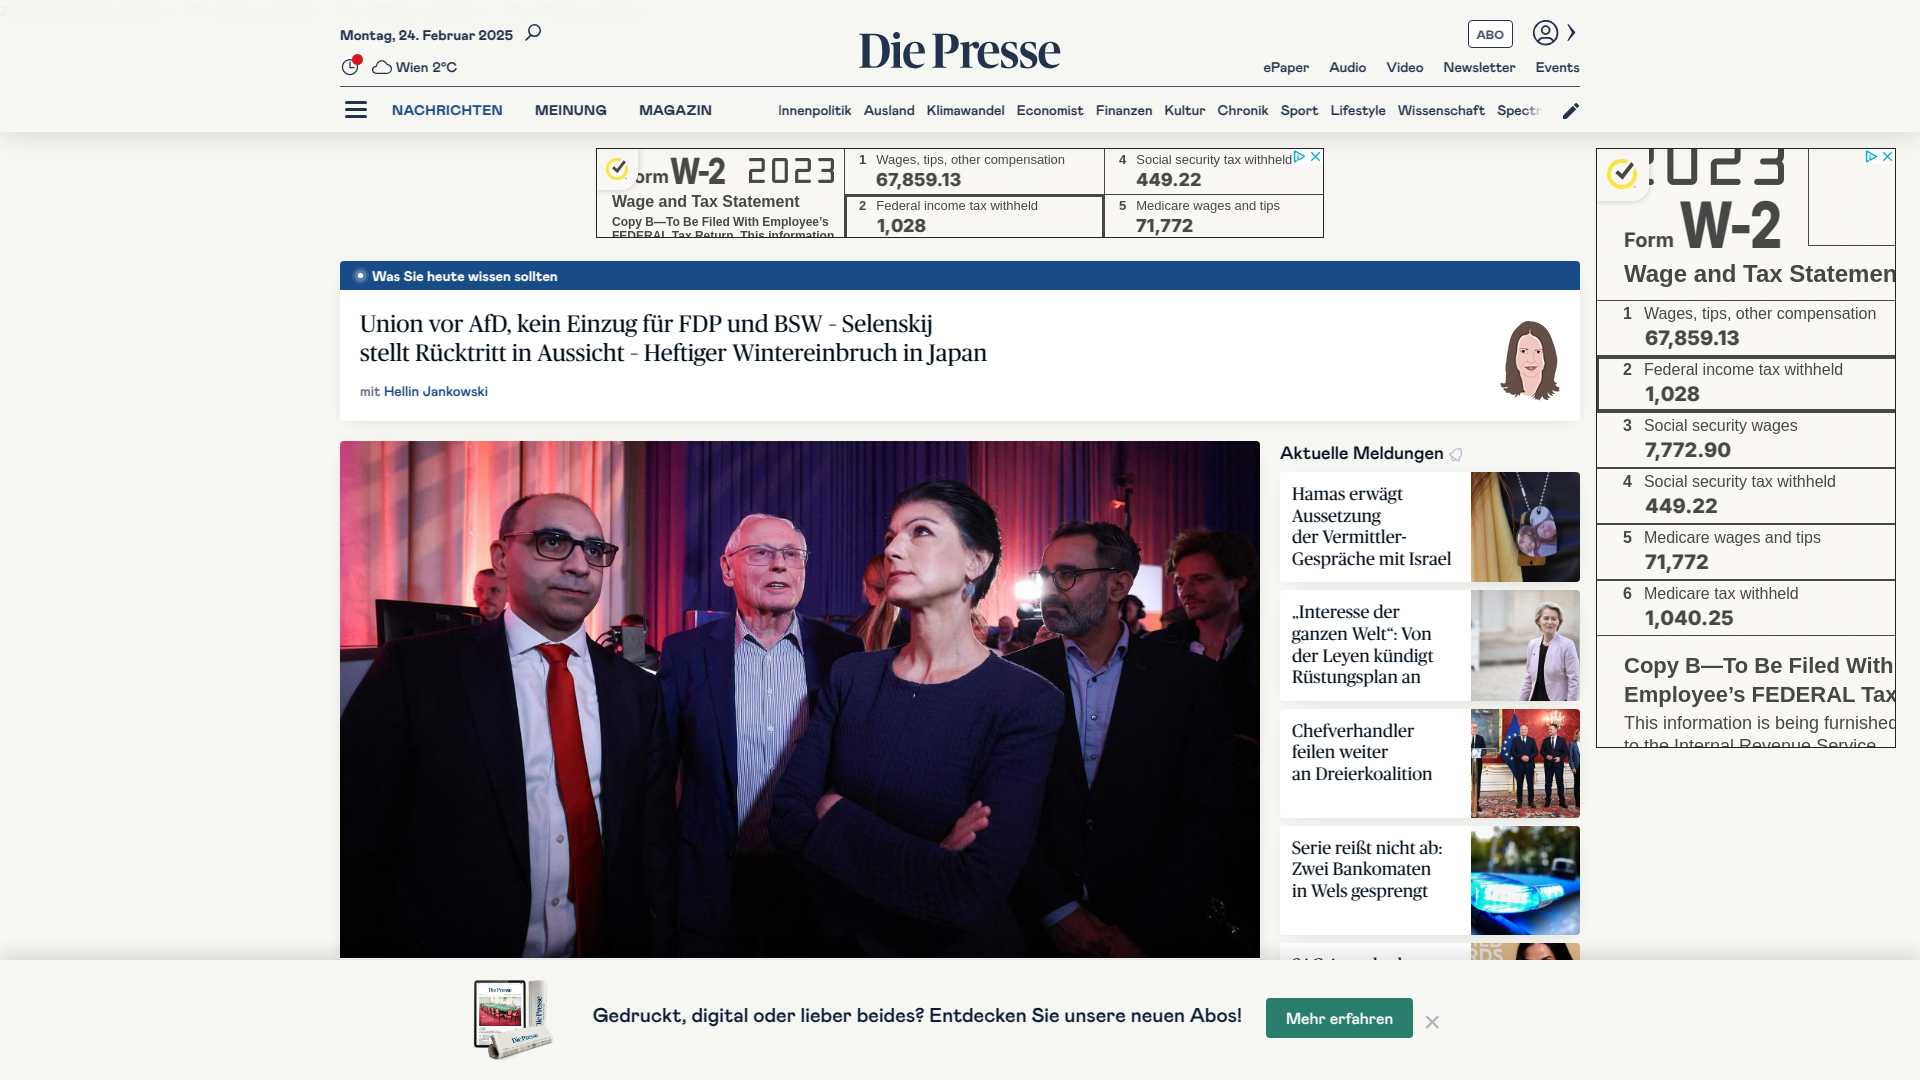 Montag, 24. Februar 2025
Wien 2°C
Die Presse
ABO
ePaper Audio Video Newsletter Events
NACHRICHTEN MEINUNG MAGAZIN
Innenpolitik Ausland Klimawandel Economist Finanzen Kultur Chronik Sport Lifestyle Wissenschaft Spectr
W-2 2023
Wage and Tax Statement
Copy B—To Be Filed With Employee’s
FEDERAL Tax Return. This information
1 Wages, tips, other compensation
67,859.13
2 Federal income tax withheld
1,028
4 Social security tax withheld
449.22
5 Medicare wages and tips
71,772
2023
Form W-2
Wage and Tax Statemen
1 Wages, tips, other compensation
67,859.13
2 Federal income tax withheld
1,028
3 Social security wages
7,772.90
4 Social security tax withheld
449.22
5 Medicare wages and tips
71,772
6 Medicare tax withheld
1,040.25
Copy B—To Be Filed With
Employee’s FEDERAL Tax
This information is being furnished
to the Internal Revenue Service
Was Sie heute wissen sollten
Union vor AfD, kein Einzug für FDP und BSW – Selenskij
stellt Rücktritt in Aussicht – Heftiger Wintereinbruch in Japan
mit Hellin Jankowski
Aktuelle Meldungen
Hamas erwägt
Aussetzung
der Vermittler-
Gespräche mit Israel
„Interesse der
ganzen Welt“: Von
der Leyen kündigt
Rüstungsplan an
Chefverhandler
feilen weiter
an Dreierkoalition
Serie reißt nicht ab:
Zwei Bankomaten
in Wels gesprengt
Die Presse
Die Presse
Die Presse
Gedruckt, digital oder lieber beides? Entdecken Sie unsere neuen Abos!
Mehr erfahren